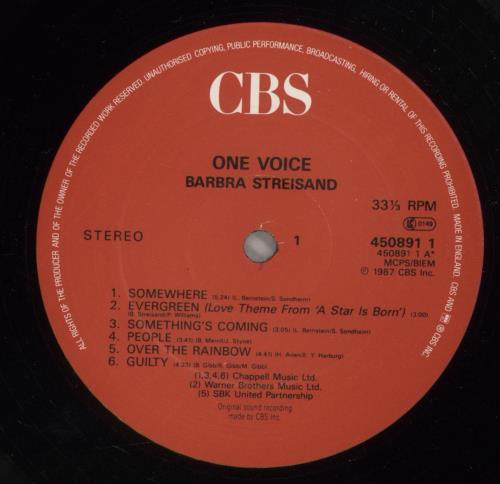 ALL RIGHTS OF THE PRODUCER AND OF THE OWNER OF THE RECORDED WORK RESERVED. UNAUTHORISED COPYING, PUBLIC PERFORMANCE, BROADCASTING, HIRING OR RENTAL OF THIS RECORDING PROHIBITED. MADE IN ENGLAND. CBS AND ARE ℗ CBS INC.
CBS
ONE VOICE
BARBRA STREISAND
33⅓ RPM
0149
STEREO
1
450891 1
450891 1 A*
MCPS/BIEM
℗ 1987 CBS Inc.
1. SOMEWHERE (5:24) (L. Bernstein/S. Sondheim)
2. EVERGREEN (Love Theme From 'A Star Is Born') (3:00)
(B. Streisand/P. Williams)
3. SOMETHING'S COMING (3:05) (L. Bernstein/S. Sondheim)
4. PEOPLE (3:41) (B. Merrill/J. Styne)
5. OVER THE RAINBOW (4:41) (H. Arlen/E. Y. Harburg)
6. GUILTY (4:23) (B. Gibb/R. Gibb/M. Gibb)
(1,3,4,6) Chappell Music Ltd.
(2) Warner Brothers Music Ltd.
(5) SBK United Partnership
Original sound recording
made by CBS Inc.